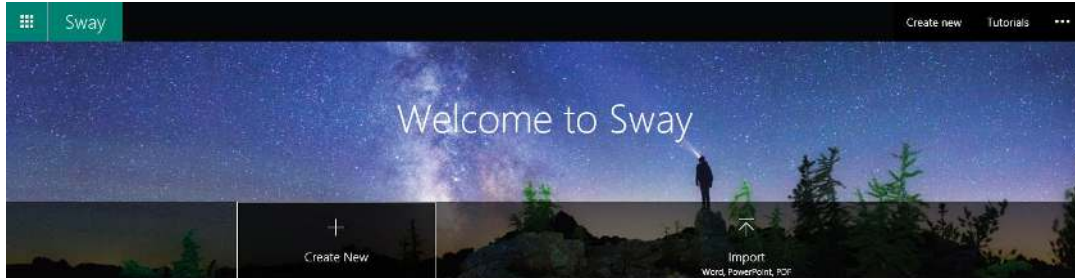 Sway
Create new
Tutorials
Welcome to Sway
Create New
Import
Word, PowerPoint, PDF